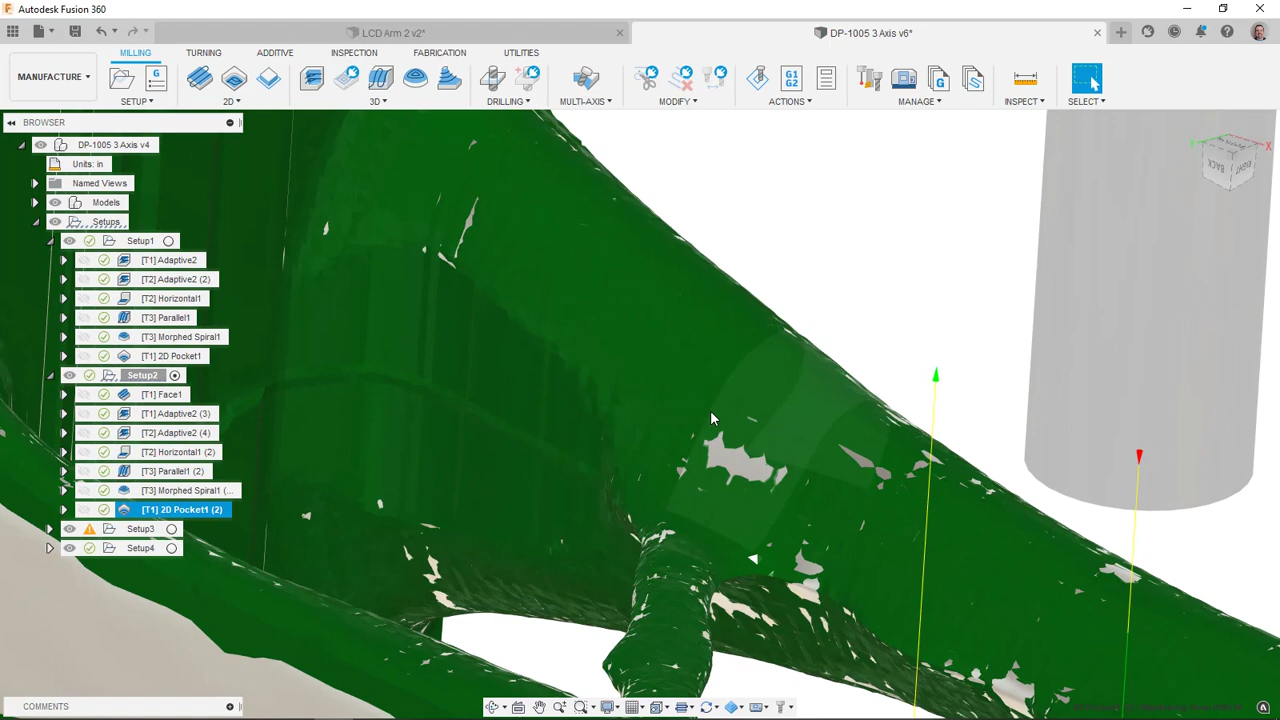 Autodesk Fusion 360
LCD Arm 2 v2*
DP-1005 3 Axis v6*
MILLING TURNING ADDITIVE INSPECTION FABRICATION UTILITIES
MANUFACTURE
G1
G2
SETUP 2D 3D DRILLING MULTI-AXIS MODIFY ACTIONS MANAGE INSPECT SELECT
BROWSER
DP-1005 3 Axis v4
Units: in
Named Views
Models
Setups
Setup1
[T1] Adaptive2
[T2] Adaptive2 (2)
[T2] Horizontal1
[T3] Parallel1
[T3] Morphed Spiral1
[T1] 2D Pocket1
Setup2
[T1] Face1
[T1] Adaptive2 (3)
[T2] Adaptive2 (4)
[T2] Horizontal1 (2)
[T3] Parallel1 (2)
[T3] Morphed Spiral1 (...
[T1] 2D Pocket1 (2)
Setup3
Setup4
Y
X
BACK
RIGHT
COMMENTS